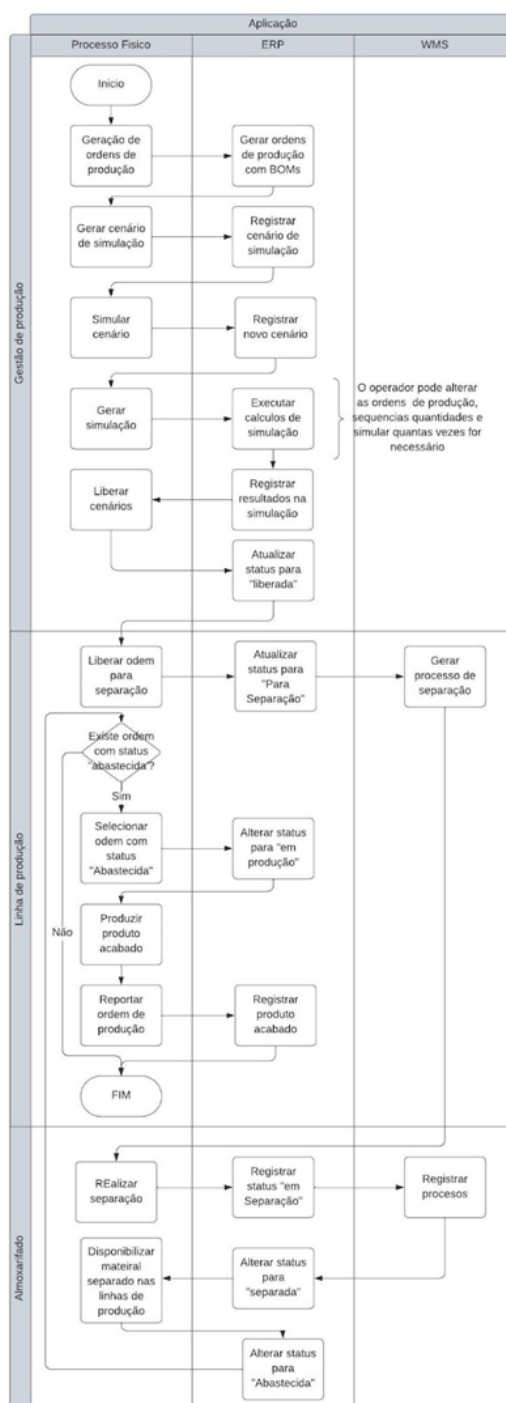 Aplicação
Processo Fisico
ERP
WMS
Gestão de produção
Inicio
Geração de
ordens de
produção
Gerar ordens
de produção
com BOMs
Gerar cenário
de simulação
Registrar
cenário de
simulação
Simular
cenário
Registrar
novo cenário
Gerar
simulação
Executar
calculos de
simulação
O operador pode alterar
as ordens de produção,
sequencias quantidades e
simular quantas vezes for
necessário
Liberar
cenários
Registrar
resultados na
simulação
Atualizar
status para
"liberada"
Linha de produção
Liberar odem
para
separação
Atualizar
status para
"Para
Separação"
Gerar
processo de
separação
Existe ordem
com status
"abastecida"?
Sim
Não
Selecionar
odem com
status
"Abastecida"
Alterar status
para "em
produção"
Produzir
produto
acabado
Reportar
ordem de
produção
Registrar
produto
acabado
FIM
Almoxarifado
REalizar
separação
Registrar
status "em
Separação"
Registrar
procesos
Disponibilizar
mateiral
separado nas
linhas de
produção
Alterar status
para
"separada"
Alterar status
para
"Abastecida"